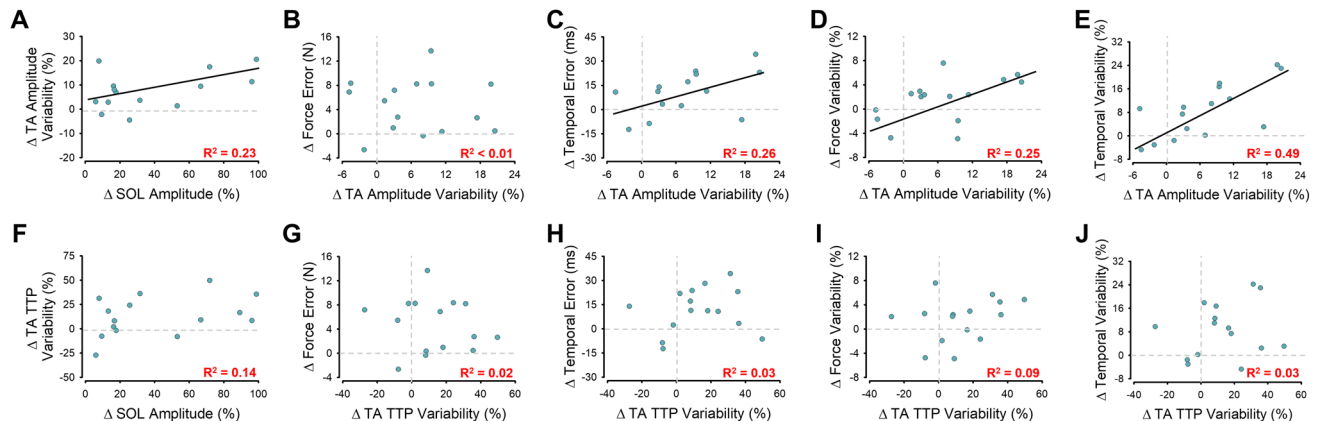 A
Δ TA Amplitude
Variability (%)
30
20
10
0
10
20
0
20
40
60
80
100
R² = 0.23
Δ SOL Amplitude (%)
B
Δ Force Error (N)
16
12
8
4
0
-4
-6
0
6
12
18
24
R² < 0.01
Δ TA Amplitude Variability (%)
C
Δ Temporal Error (ms)
45
30
15
0
-15
-30
-6
0
6
12
18
24
R² = 0.26
Δ TA Amplitude Variability (%)
D
Δ Force Variability (%)
12
8
4
0
-4
-8
-6
0
6
12
18
24
R² = 0.25
Δ TA Amplitude Variability (%)
E
Δ Temporal Variability (%)
48
32
16
0
-8
-6
0
6
12
18
24
R² = 0.49
Δ TA Amplitude Variability (%)
F
Δ TA TTP
Variability (%)
75
50
25
0
-25
-50
0
20
40
60
80
100
R² = 0.14
Δ SOL Amplitude (%)
G
Δ Force Error (N)
16
12
8
4
0
-4
-40
-20
0
20
40
60
R² = 0.02
Δ TA TTP Variability (%)
H
Δ Temporal Error (ms)
45
30
15
0
-15
-30
-40
-20
0
20
40
60
R² = 0.03
Δ TA TTP Variability (%)
I
Δ Force Variability (%)
12
8
4
0
4
8
-40
-20
0
20
40
60
R² = 0.09
Δ TA TTP Variability (%)
J
Δ Temporal Variability (%)
32
24
16
8
0
-8
-40
-20
0
20
40
60
R² = 0.03
Δ TA TTP Variability (%)